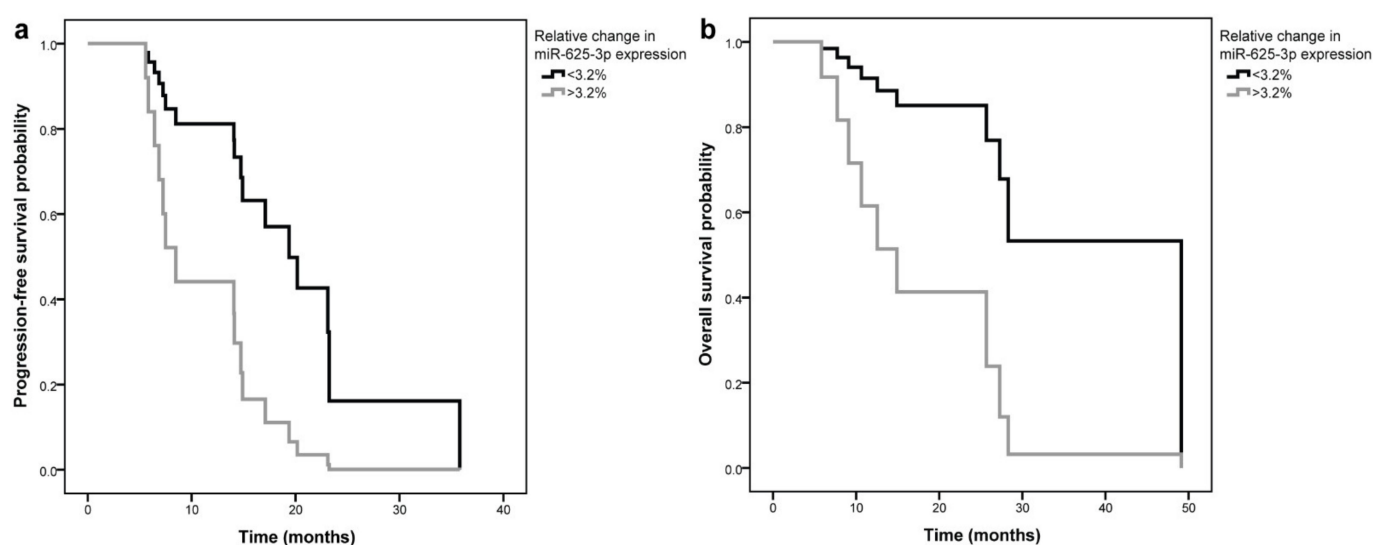 a
Relative change in
miR-625-3p expression
<3.2%
>3.2%
1.0
0.8
0.6
0.4
0.2
0.0
Progression-free survival probability
0 10 20 30 40
Time (months)
b
Relative change in
miR-625-3p expression
<3.2%
>3.2%
1.0
0.8
0.6
0.4
0.2
0.0
Overall survival probability
0 10 20 30 40 50
Time (months)